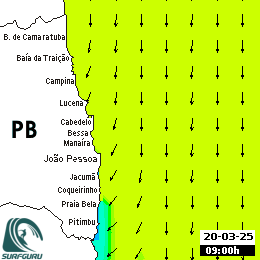 B. de Camaratuba
Baía da Traição
Campina
Lucena
Cabedelo
PB
Bessa
Manaíra
João Pessoa
Jacumã
Coqueirinho
Praia Bela
Pitimbu
SURFGURU
20-03-25
09:00h